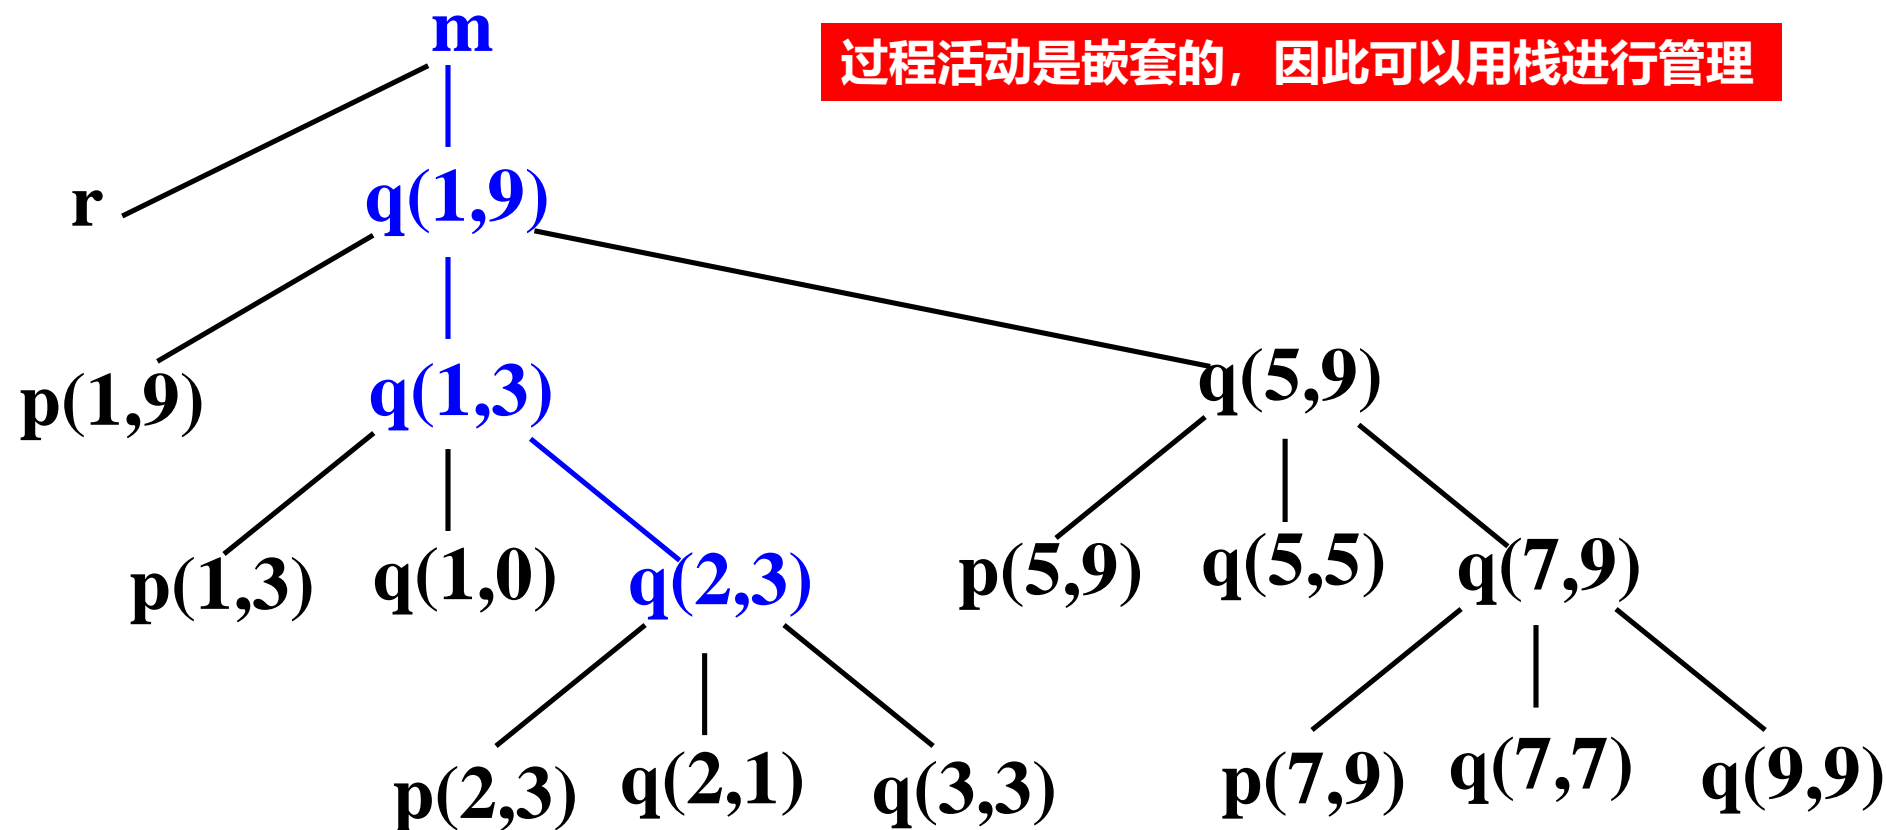 m
过程活动是嵌套的，因此可以用栈进行管理
r
q(1,9)
p(1,9)
q(1,3)
q(5,9)
p(1,3)
q(1,0)
q(2,3)
p(5,9)
q(5,5)
q(7,9)
p(2,3)
q(2,1)
q(3,3)
p(7,9)
q(7,7)
q(9,9)